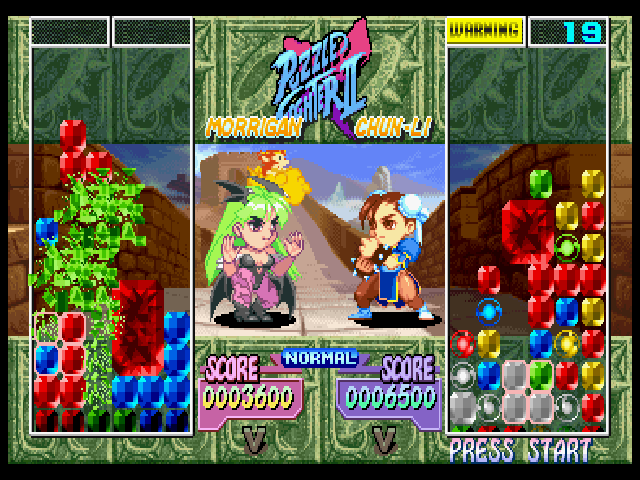 WARNING 19
PUZZLE
FIGHTER II
MORRIGAN CHUN-LI
NORMAL
SCORE SCORE
0003600 0006500
V V
PRESS START